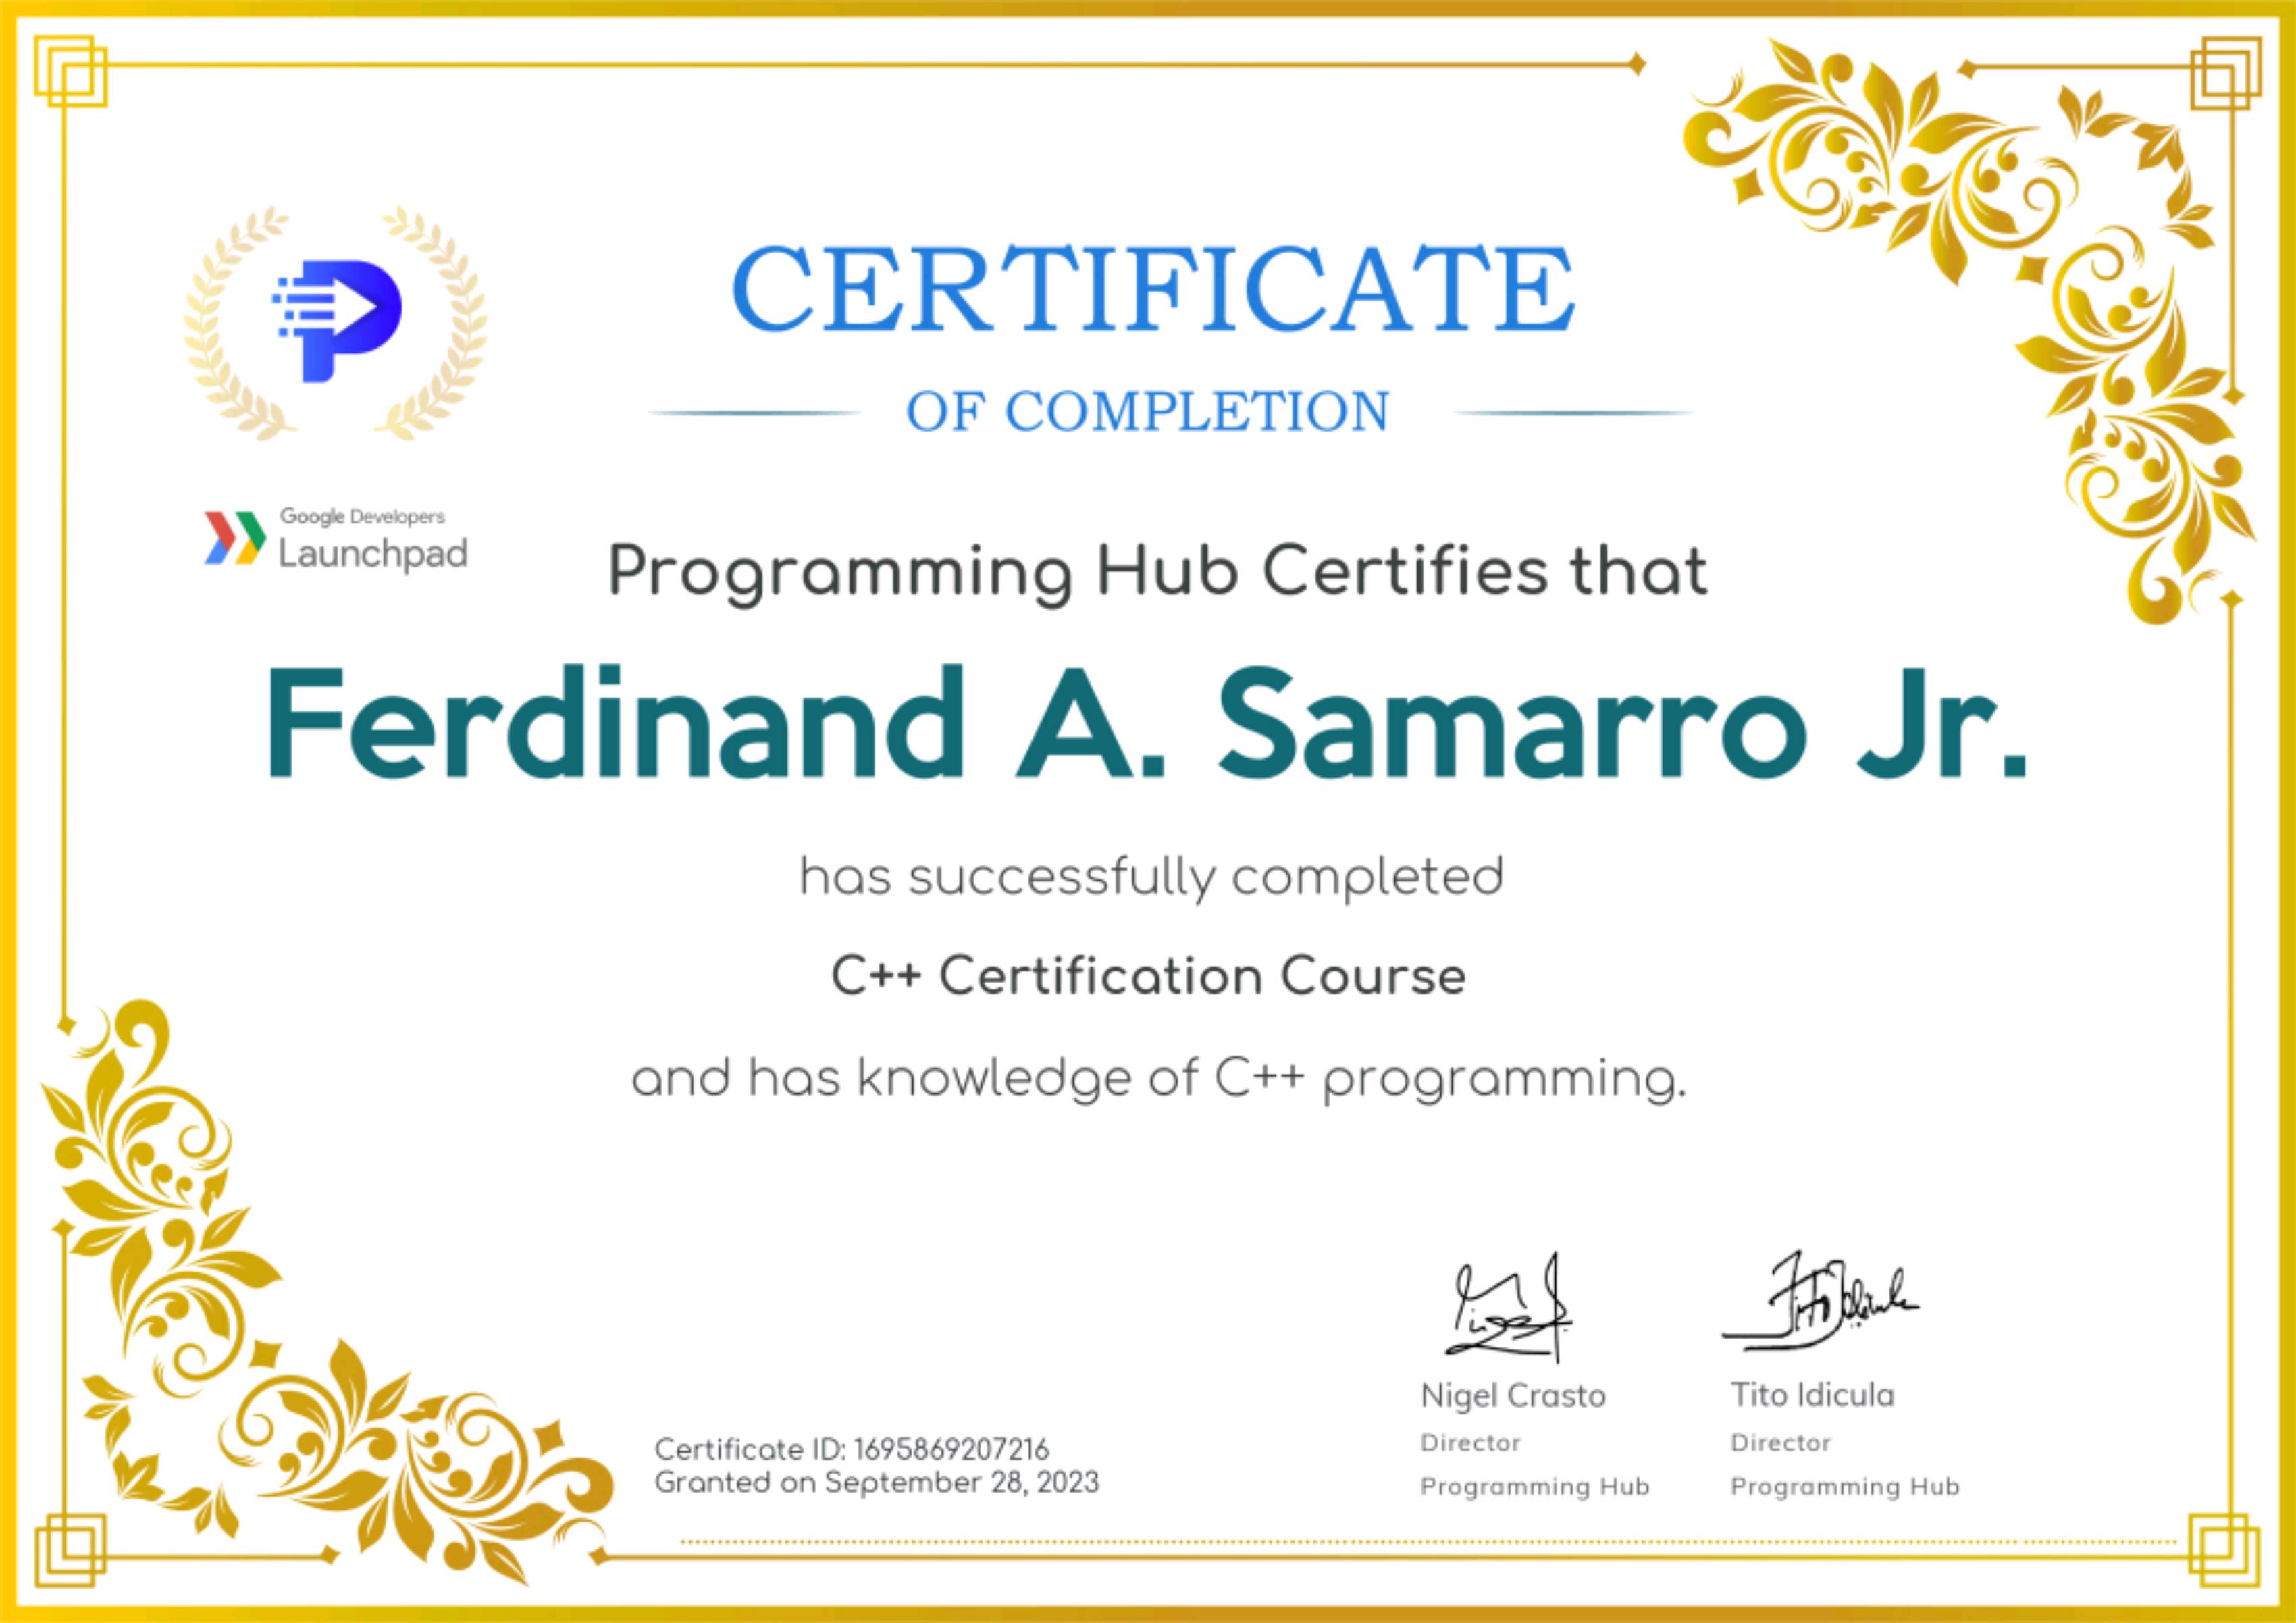 CERTIFICATE
OF COMPLETION
Google Developers
Launchpad
Programming Hub Certifies that
Ferdinand A. Samarro Jr.
has successfully completed
C++ Certification Course
and has knowledge of C++ programming.
Certificate ID: 1695869207216
Granted on September 28, 2023
Nigel Crasto
Director
Programming Hub
Tito Idicula
Director
Programming Hub